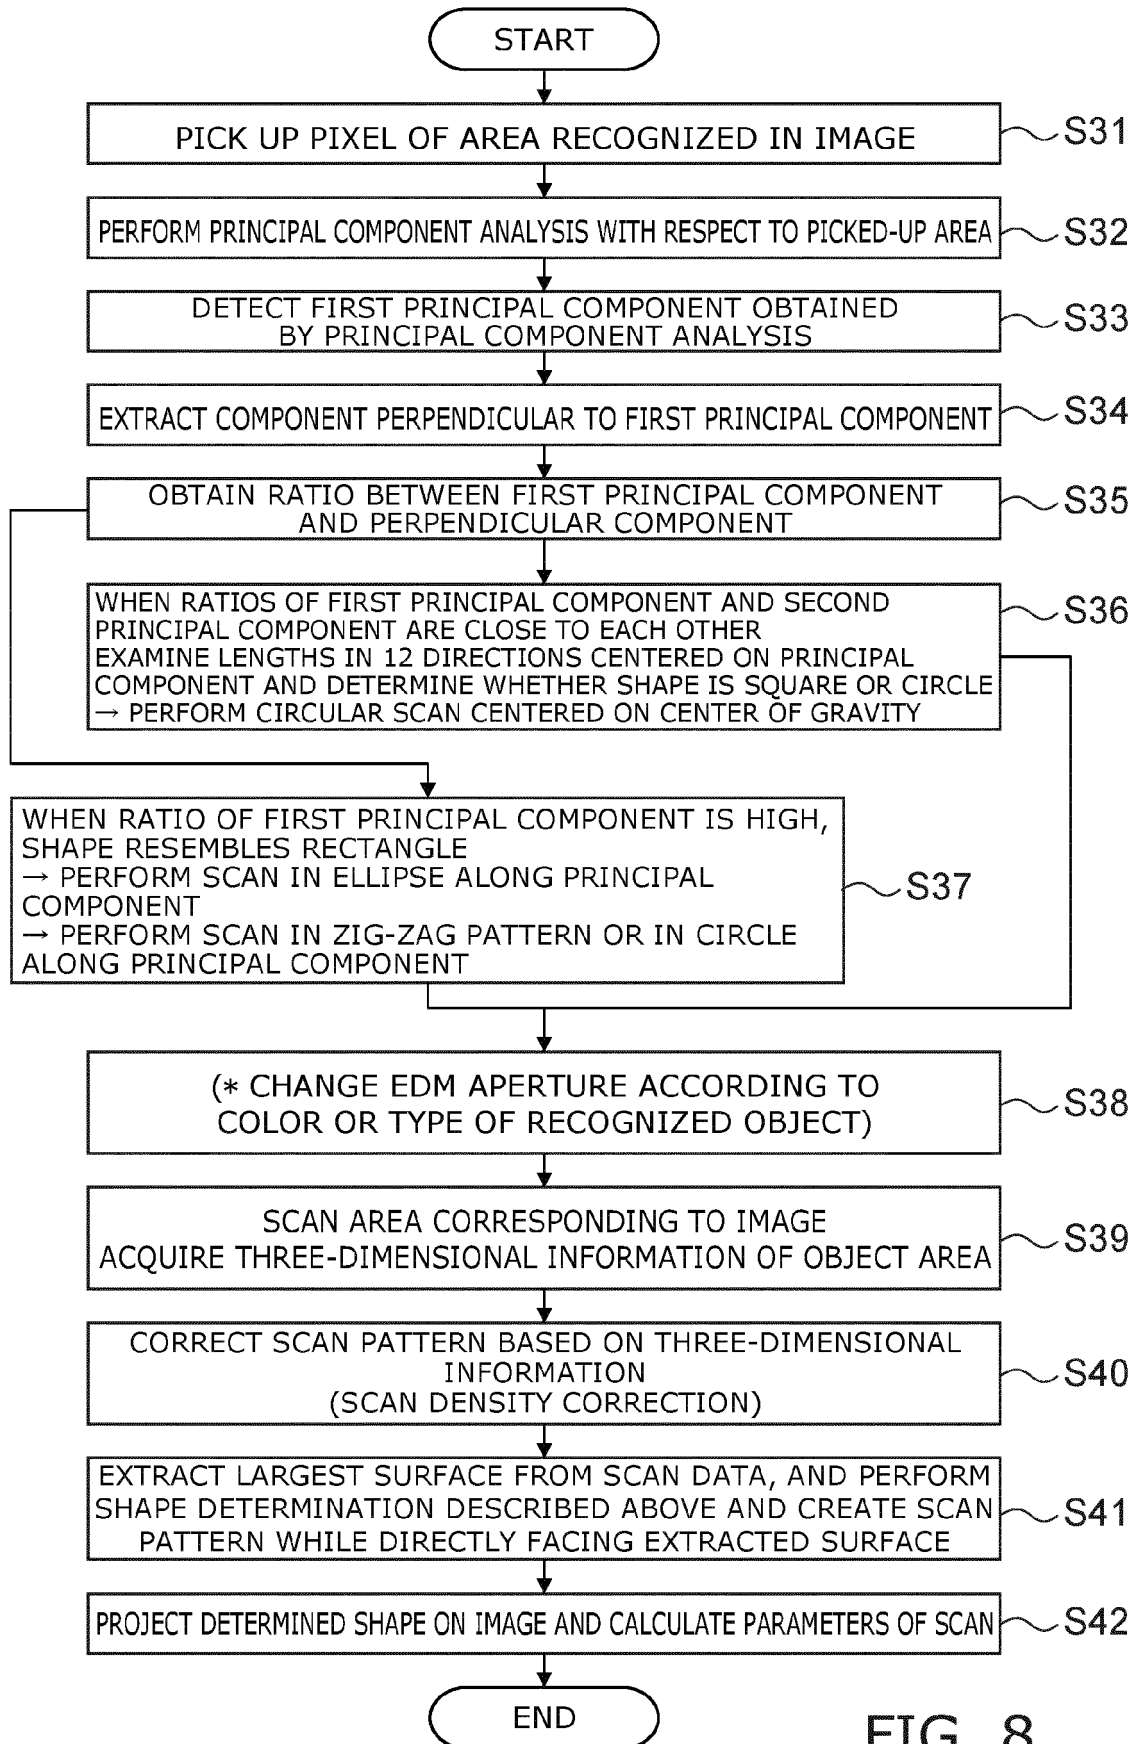 START
PICK UP PIXEL OF AREA RECOGNIZED IN IMAGE
S31
PERFORM PRINCIPAL COMPONENT ANALYSIS WITH RESPECT TO PICKED-UP AREA
S32
DETECT FIRST PRINCIPAL COMPONENT OBTAINED
BY PRINCIPAL COMPONENT ANALYSIS
S33
EXTRACT COMPONENT PERPENDICULAR TO FIRST PRINCIPAL COMPONENT
S34
OBTAIN RATIO BETWEEN FIRST PRINCIPAL COMPONENT
AND PERPENDICULAR COMPONENT
S35
WHEN RATIOS OF FIRST PRINCIPAL COMPONENT AND SECOND
PRINCIPAL COMPONENT ARE CLOSE TO EACH OTHER
EXAMINE LENGTHS IN 12 DIRECTIONS CENTERED ON PRINCIPAL
COMPONENT AND DETERMINE WHETHER SHAPE IS SQUARE OR CIRCLE
→ PERFORM CIRCULAR SCAN CENTERED ON CENTER OF GRAVITY
S36
WHEN RATIO OF FIRST PRINCIPAL COMPONENT IS HIGH,
SHAPE RESEMBLES RECTANGLE
→ PERFORM SCAN IN ELLIPSE ALONG PRINCIPAL
COMPONENT
→ PERFORM SCAN IN ZIG-ZAG PATTERN OR IN CIRCLE
ALONG PRINCIPAL COMPONENT
S37
(* CHANGE EDM APERTURE ACCORDING TO
COLOR OR TYPE OF RECOGNIZED OBJECT)
S38
SCAN AREA CORRESPONDING TO IMAGE
ACQUIRE THREE-DIMENSIONAL INFORMATION OF OBJECT AREA
S39
CORRECT SCAN PATTERN BASED ON THREE-DIMENSIONAL
INFORMATION
(SCAN DENSITY CORRECTION)
S40
EXTRACT LARGEST SURFACE FROM SCAN DATA, AND PERFORM
SHAPE DETERMINATION DESCRIBED ABOVE AND CREATE SCAN
PATTERN WHILE DIRECTLY FACING EXTRACTED SURFACE
S41
PROJECT DETERMINED SHAPE ON IMAGE AND CALCULATE PARAMETERS OF SCAN
S42
END
FIG. 8